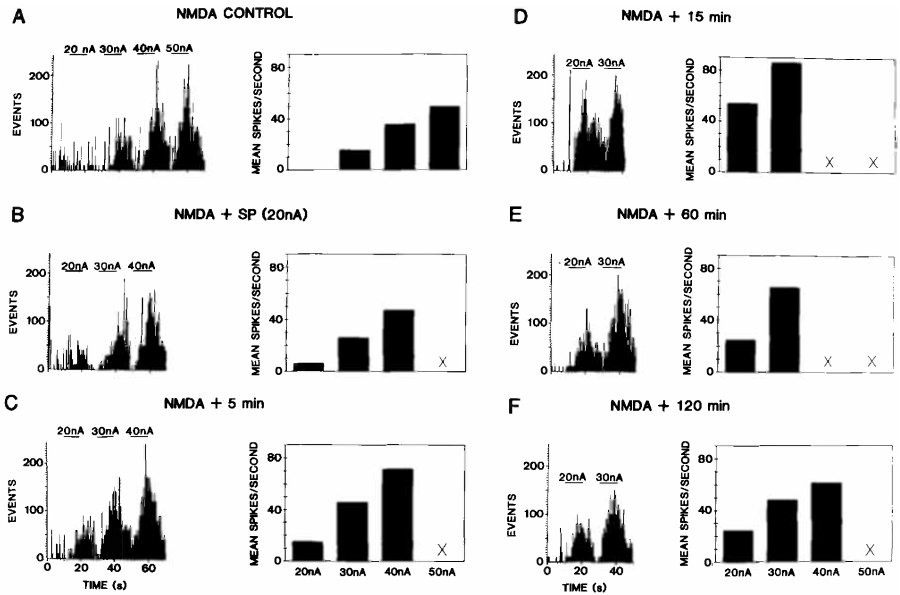 A
NMDA CONTROL
20 nA 30nA 40nA 50nA
EVENTS
200
100
0
MEAN SPIKES/SECOND
80
40
0
B
NMDA + SP (20nA)
20nA 30nA 40nA
EVENTS
200
100
0
MEAN SPIKES/SECOND
80
40
0
X
C
NMDA + 5 min
20nA 30nA 40nA
EVENTS
200
100
0
0 20 40 60
TIME (s)
MEAN SPIKES/SECOND
80
40
0
X
20nA 30nA 40nA 50nA
D
NMDA + 15 min
20nA 30nA
EVENTS
200
100
0
MEAN SPIKES/SECOND
80
40
0
X X
E
NMDA + 60 min
20nA 30nA
EVENTS
200
100
0
MEAN SPIKES/SECOND
80
40
0
X X
F
NMDA + 120 min
20nA 30nA
EVENTS
200
100
0
0 20 40
TIME (s)
MEAN SPIKES/SECOND
80
40
0
X
20nA 30nA 40nA 50nA